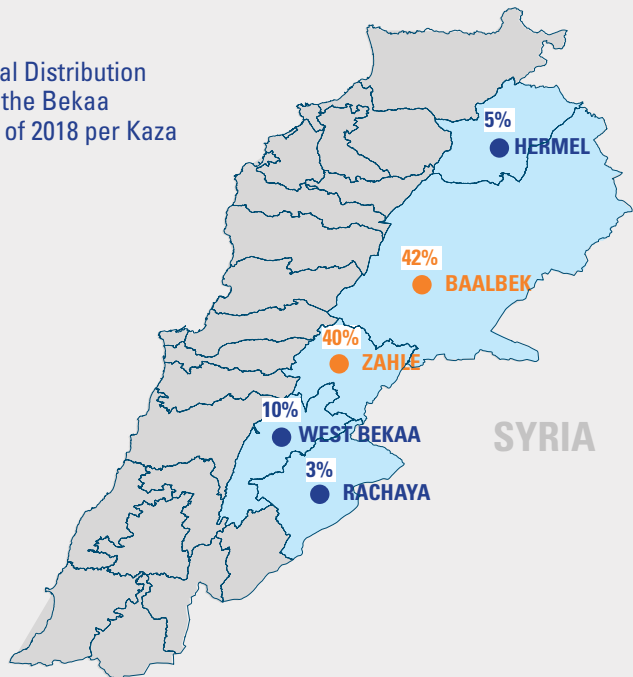 al Distribution
the Bekaa
of 2018 per Kaza
5%
HERMEL
42%
BAALBEK
40%
ZAHLE
10%
WEST BEKAA
SYRIA
3%
RACHAYA